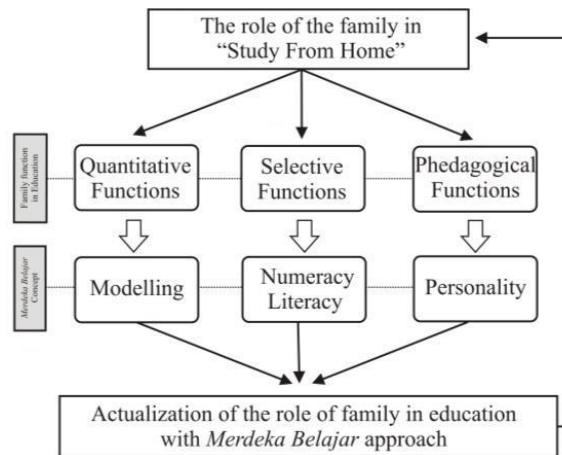 The role of the family in
“Study From Home”
Family function
in Education
Quantitative
Functions
Selective
Functions
Phedagogical
Functions
Merdeka Belajar
Concept
Modelling
Numeracy
Literacy
Personality
Actualization of the role of family in education
with Merdeka Belajar approach